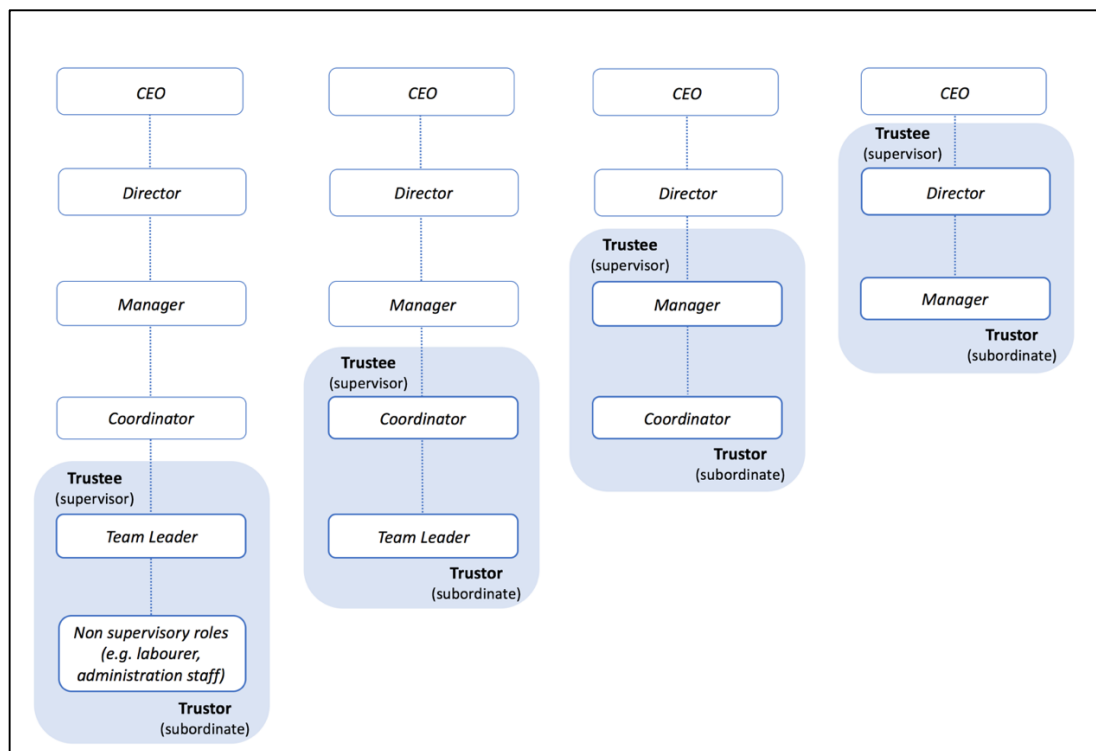 CEO
Director
Manager
Coordinator
Trustee
(supervisor)
Team Leader
Non supervisory roles
(e.g. labourer,
administration staff)
Trustor
(subordinate)
CEO
Director
Manager
Trustee
(supervisor)
Coordinator
Team Leader
Trustor
(subordinate)
CEO
Director
Trustee
(supervisor)
Manager
Coordinator
Trustor
(subordinate)
CEO
Trustee
(supervisor)
Director
Manager
Trustor
(subordinate)